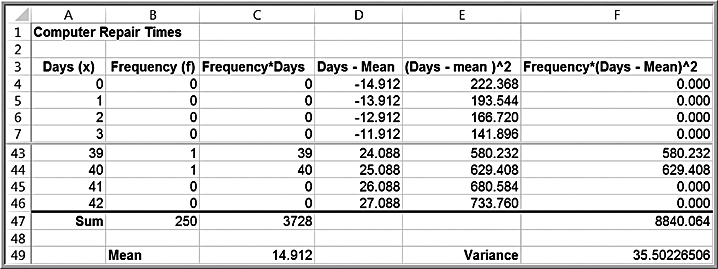 A B C D E F
1 Computer Repair Times
2
3 Days (x) Frequency (f) Frequency*Days Days - Mean (Days - mean )^2 Frequency*(Days - Mean)^2
4 0 0 0 -14.912 222.368 0.000
5 1 0 0 -13.912 193.544 0.000
6 2 0 0 -12.912 166.720 0.000
7 3 0 0 -11.912 141.896 0.000
43 39 1 39 24.088 580.232 580.232
44 40 1 40 25.088 629.408 629.408
45 41 0 0 26.088 680.584 0.000
46 42 0 0 27.088 733.760 0.000
47 Sum 250 3728 8840.064
48
49 Mean 14.912 Variance 35.50226506